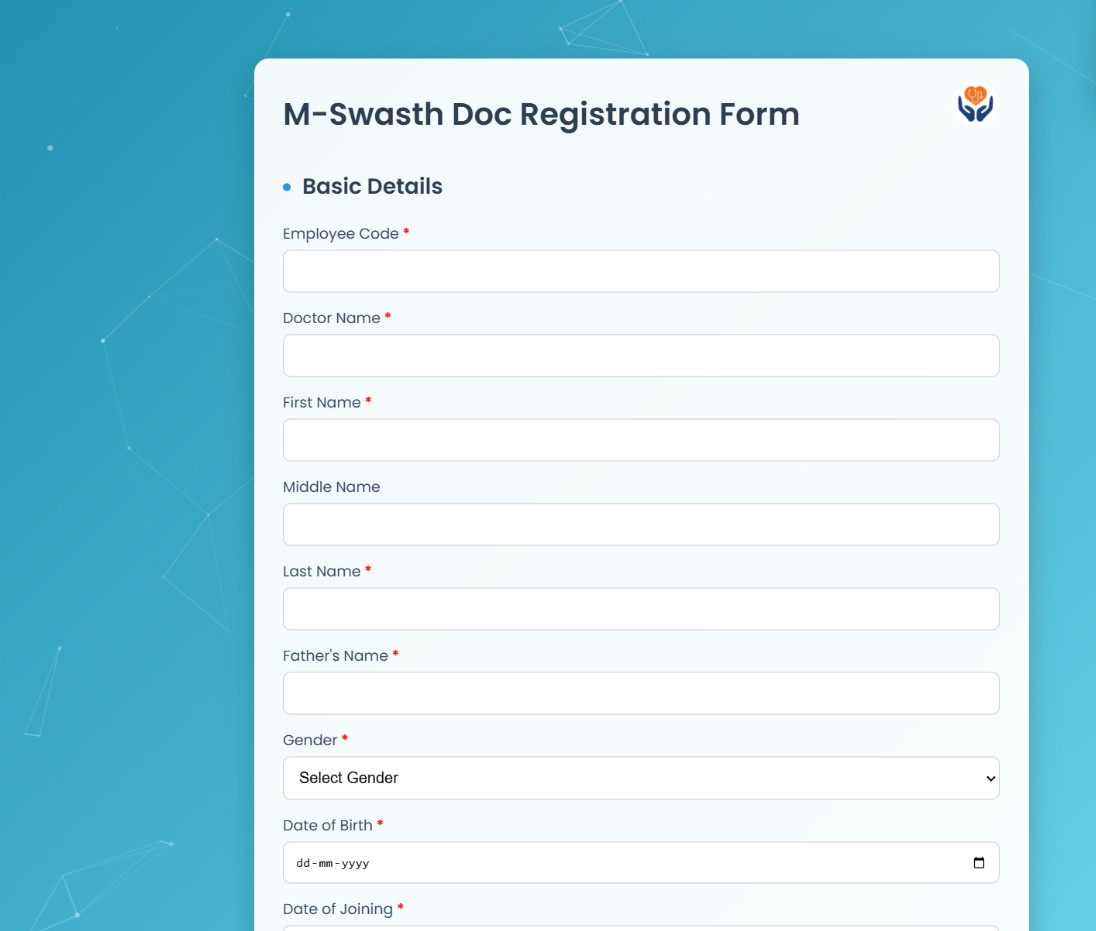 M-Swasth Doc Registration Form
Basic Details
Employee Code *
Doctor Name *
First Name *
Middle Name
Last Name *
Father's Name *
Gender *
Select Gender
Date of Birth *
dd-mm-yyyy
Date of Joining *